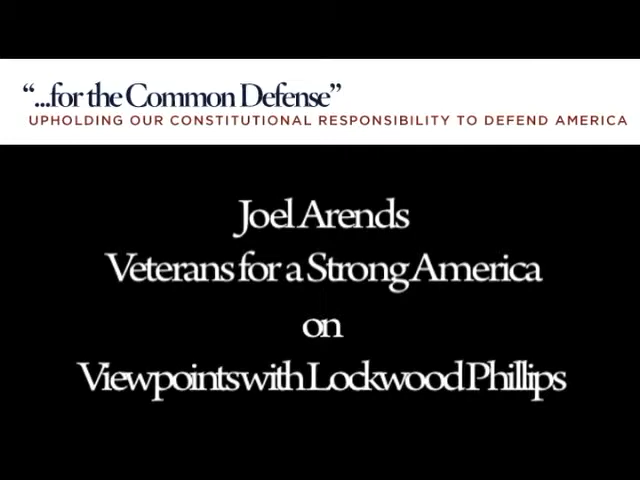 “...for the Common Defense”
UPHOLDING OUR CONSTITUTIONAL RESPONSIBILITY TO DEFEND AMERICA
Joel Arends
Veterans for a Strong America
on
Viewpoints with Lockwood Phillips